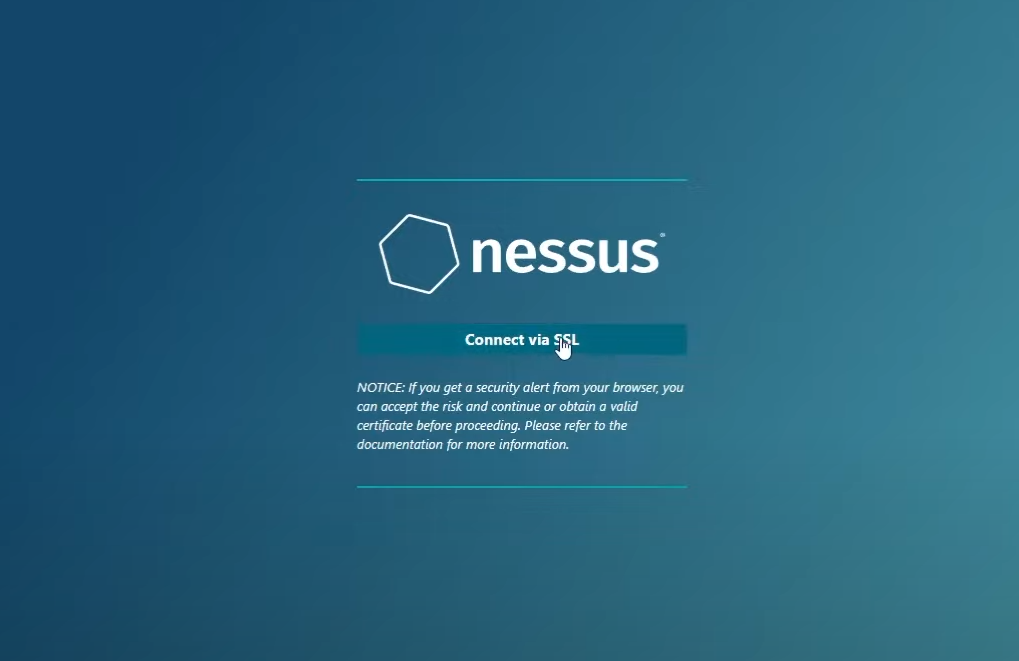 nessus
Connect via SSL
NOTICE: If you get a security alert from your browser, you
can accept the risk and continue or obtain a valid
certificate before proceeding. Please refer to the
documentation for more information.